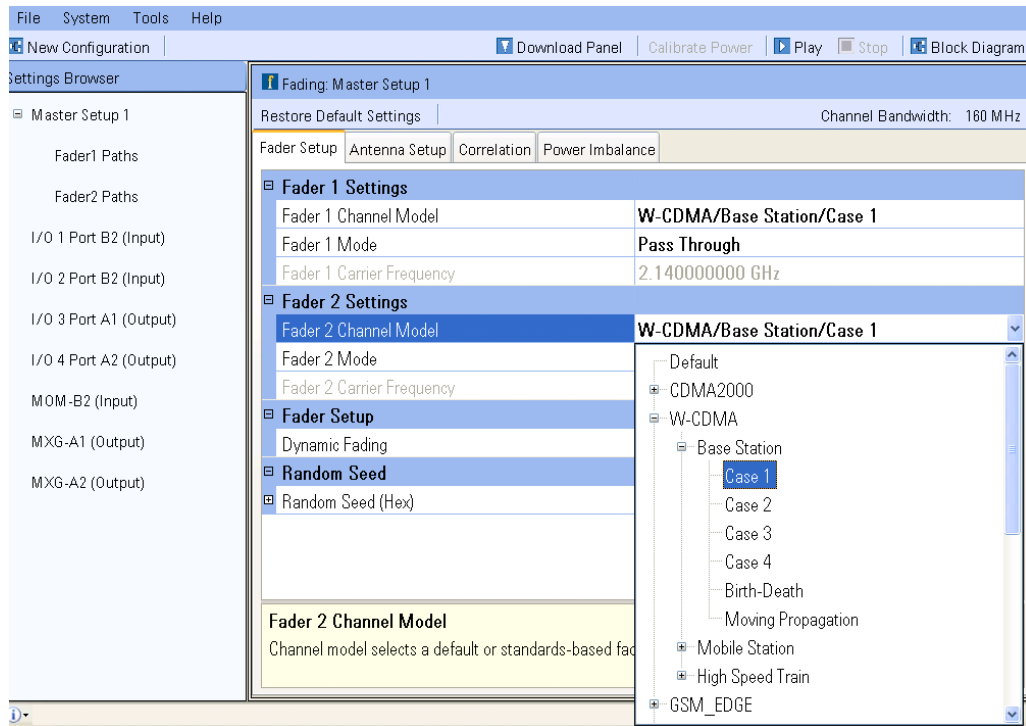 File System Tools Help
New Configuration Download Panel Calibrate Power Play Stop Block Diagram
Settings Browser
Master Setup 1
Fader1 Paths
Fader2 Paths
I/O 1 Port B2 (Input)
I/O 2 Port B2 (Input)
I/O 3 Port A1 (Output)
I/O 4 Port A2 (Output)
MOM-B2 (Input)
MXG-A1 (Output)
MXG-A2 (Output)
Fading: Master Setup 1
Restore Default Settings Channel Bandwidth: 160 MHz
Fader Setup Antenna Setup Correlation Power Imbalance
Fader 1 Settings
Fader 1 Channel Model W-CDMA/Base Station/Case 1
Fader 1 Mode Pass Through
Fader 1 Carrier Frequency 2.140000000 GHz
Fader 2 Settings
Fader 2 Channel Model W-CDMA/Base Station/Case 1
Fader 2 Mode
Fader 2 Carrier Frequency
Fader Setup
Dynamic Fading
Random Seed
Random Seed (Hex)
Default
CDMA2000
W-CDMA
Base Station
Case 1
Case 2
Case 3
Case 4
Birth-Death
Moving Propagation
Mobile Station
High Speed Train
GSM_EDGE
Fader 2 Channel Model
Channel model selects a default or standards-based fac